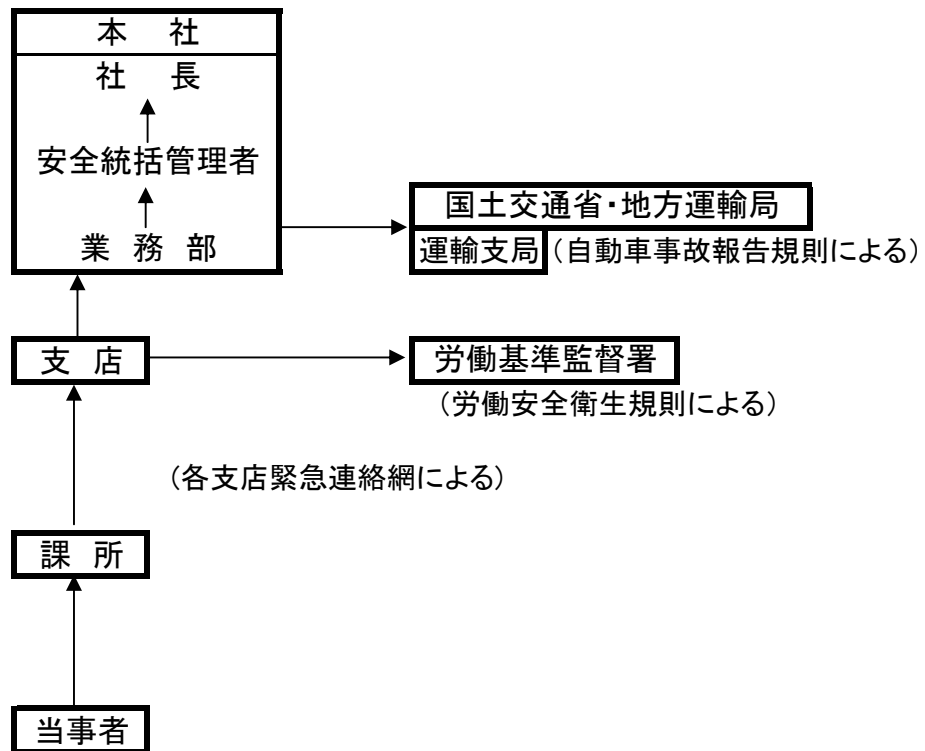 本　社
社　長
安全統括管理者
業 務 部
国土交通省・地方運輸局
運輸支局（自動車事故報告規則による）
支 店
労働基準監督署
（労働安全衛生規則による）
（各支店緊急連絡網による）
課 所
当事者